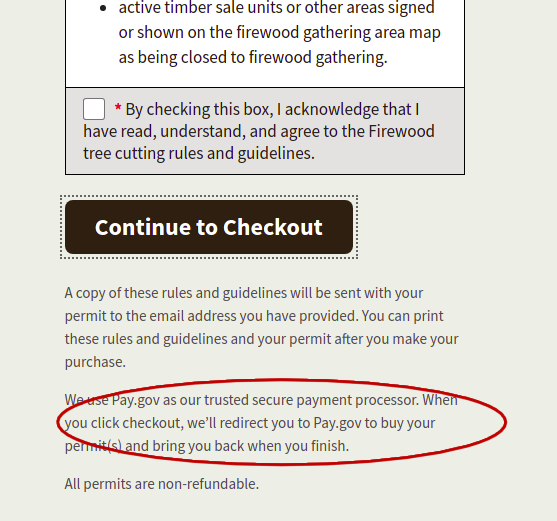 • active timber sale units or other areas signed
or shown on the firewood gathering area map
as being closed to firewood gathering.
* By checking this box, I acknowledge that I
have read, understand, and agree to the Firewood
tree cutting rules and guidelines.
Continue to Checkout
A copy of these rules and guidelines will be sent with your
permit to the email address you have provided. You can print
these rules and guidelines and your permit after you make your
purchase.
We use Pay.gov as our trusted secure payment processor. When
you click checkout, we’ll redirect you to Pay.gov to buy your
permit(s) and bring you back when you finish.
All permits are non-refundable.